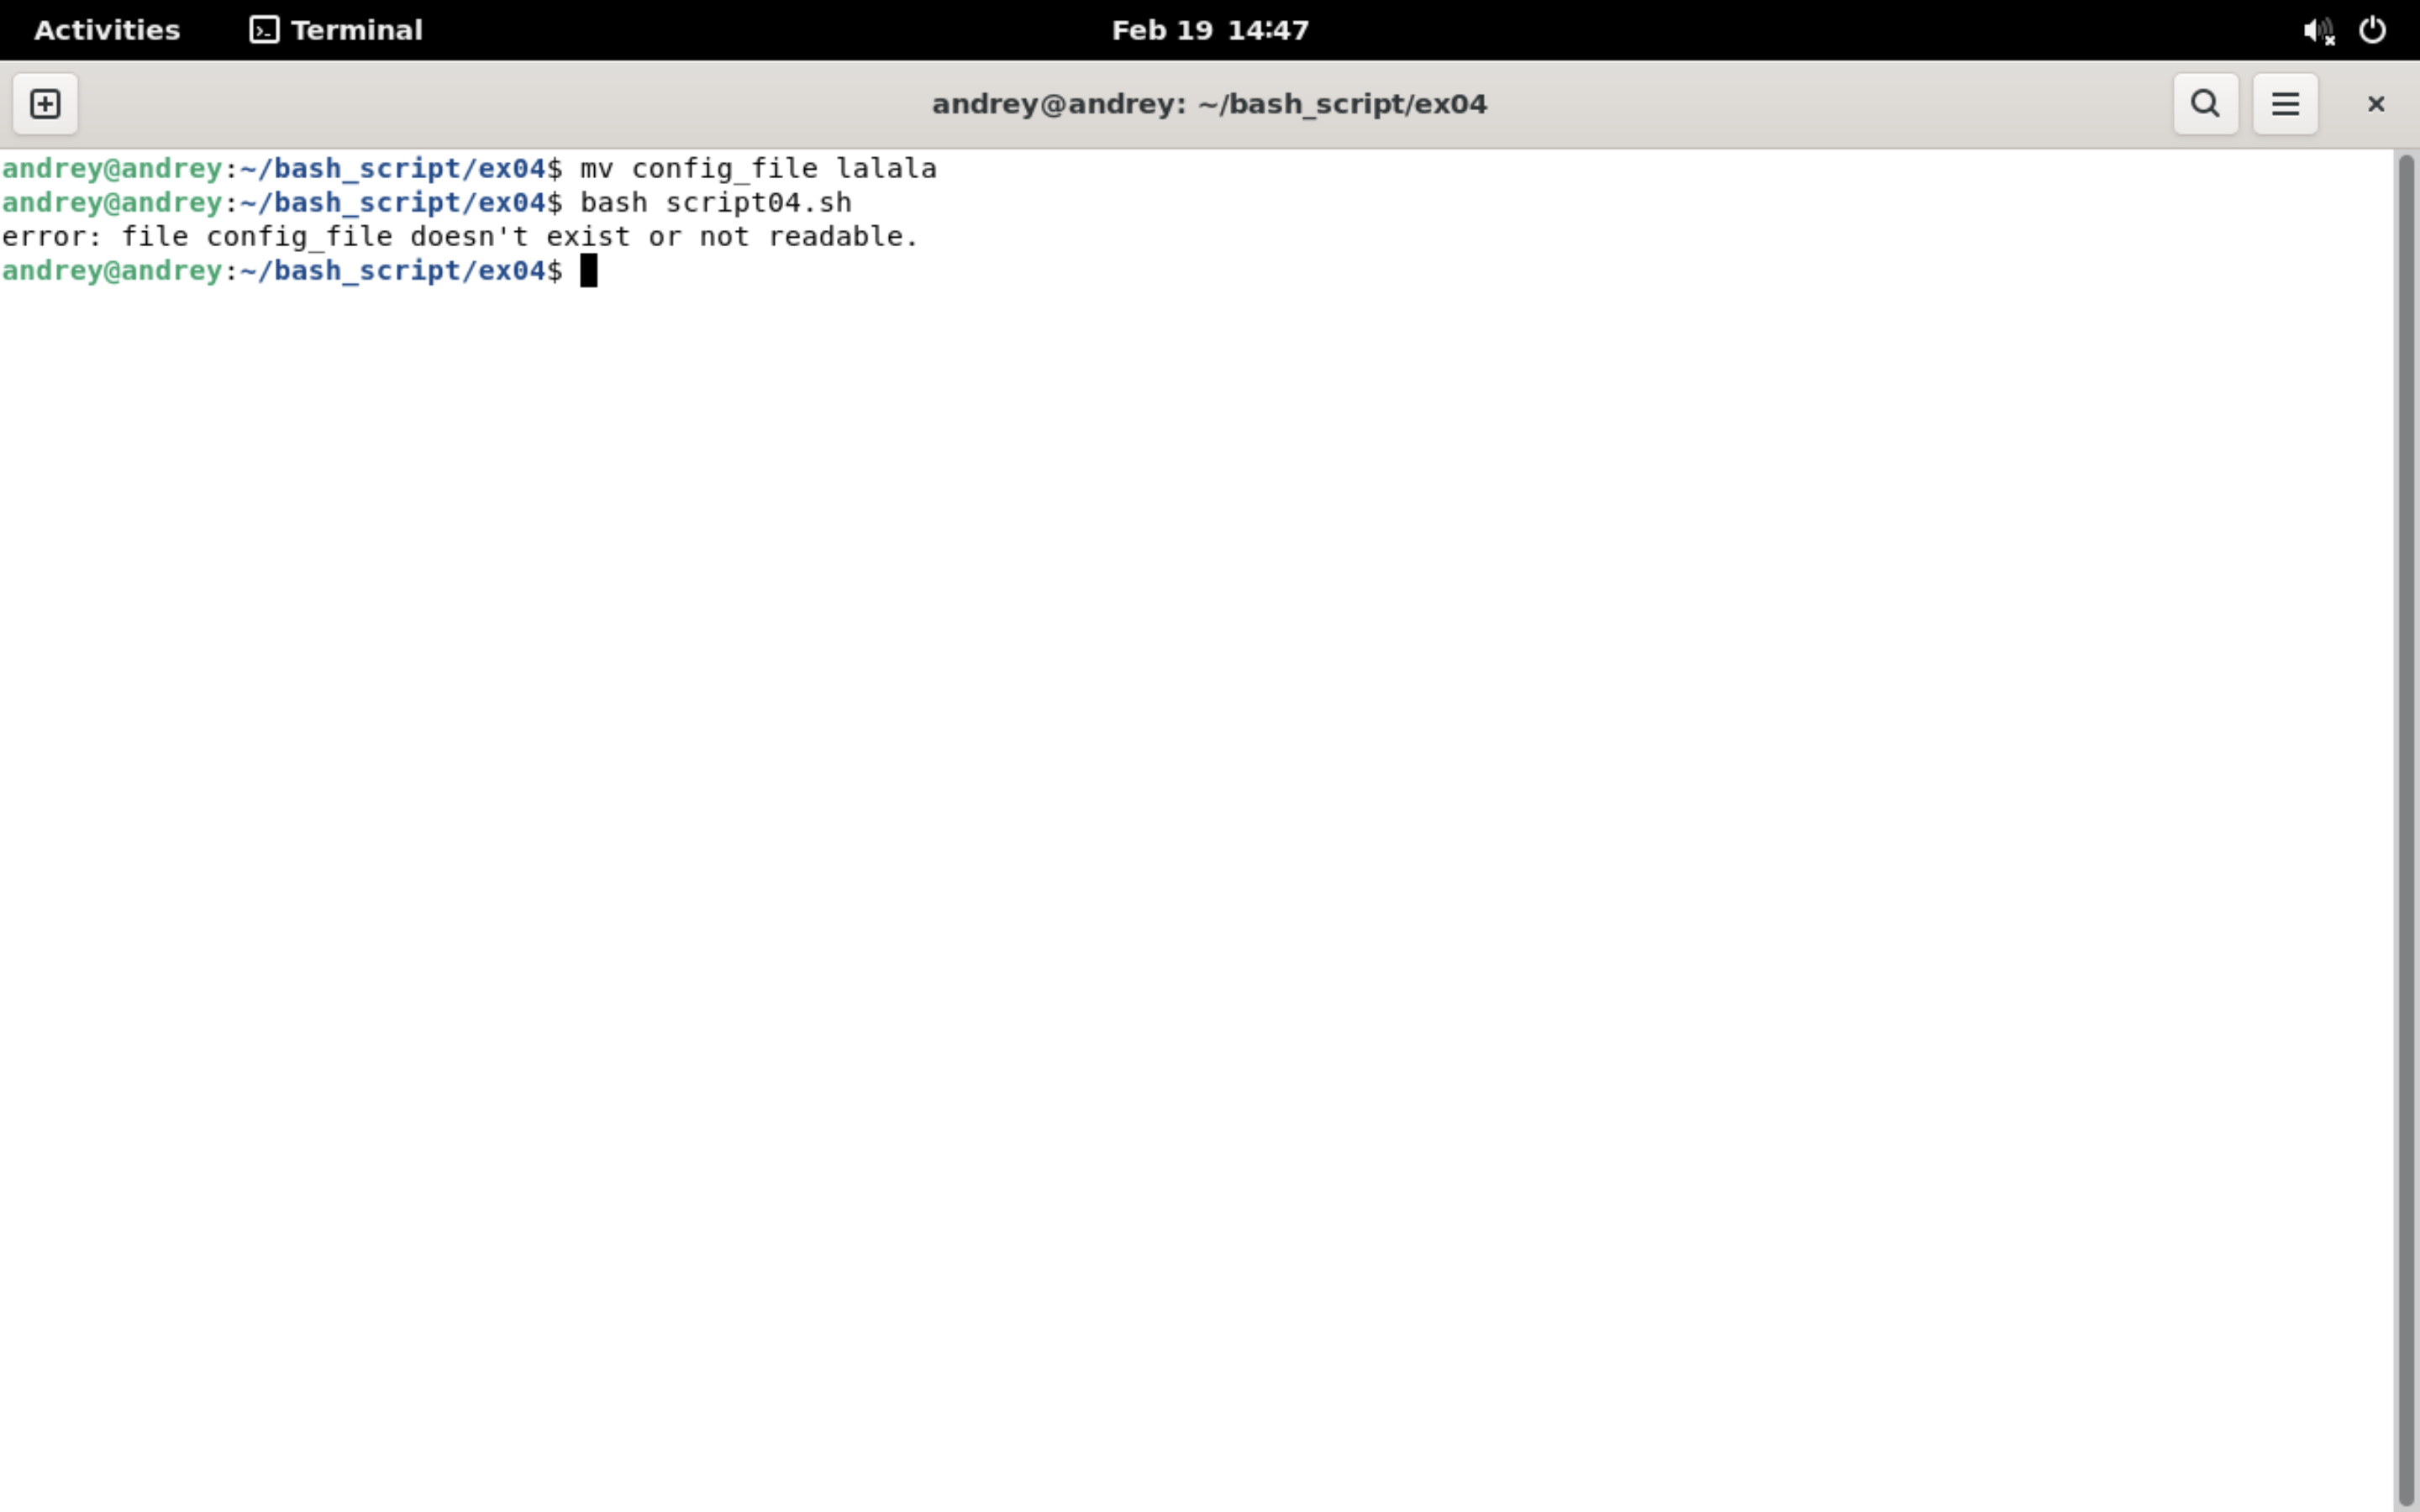 Activities Terminal Feb 19 14:47
andrey@andrey: ~/bash_script/ex04
andrey@andrey:~/bash_script/ex04$ mv config_file lalala
andrey@andrey:~/bash_script/ex04$ bash script04.sh
error: file config_file doesn't exist or not readable.
andrey@andrey:~/bash_script/ex04$